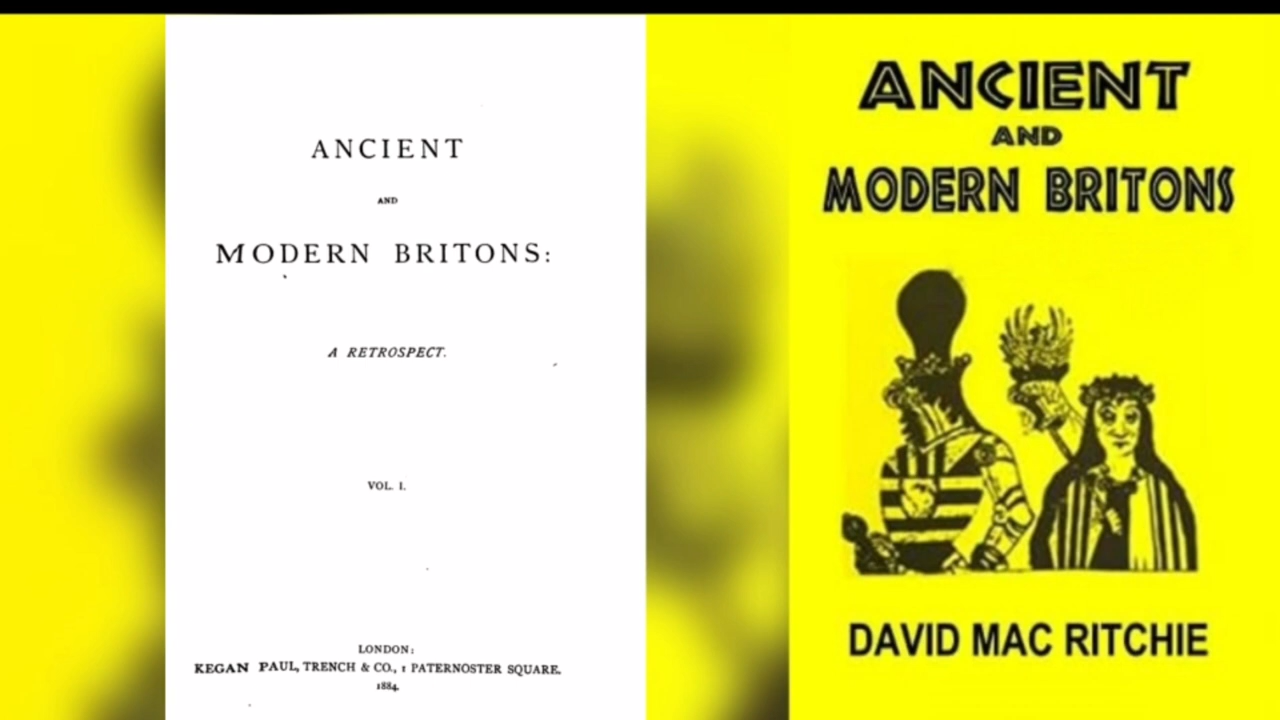 ANCIENT
AND
MODERN BRITONS:
A RETROSPECT.
VOL. I.
LONDON:
KEGAN PAUL, TRENCH & CO., 1 PATERNOSTER SQUARE.
1884.
ANCIENT
AND
MODERN BRITONS
DAVID MAC RITCHIE